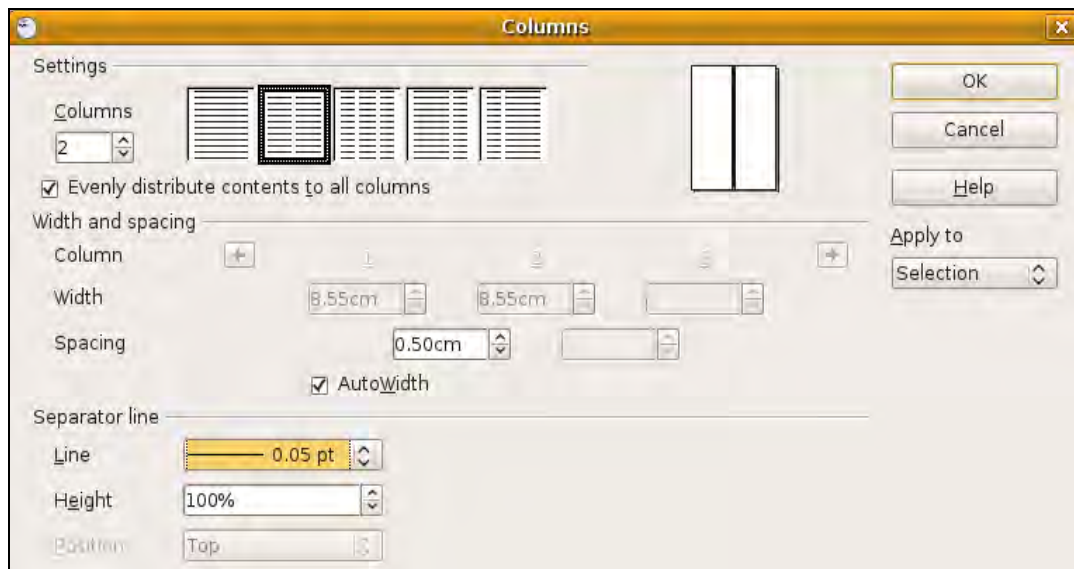 Columns
Settings
Columns
2
Evenly distribute contents to all columns
OK
Cancel
Help
Apply to
Selection
Width and spacing
Column 1 2 3
Width 8.55cm 8.55cm
Spacing 0.50cm
AutoWidth
Separator line
Line 0.05 pt
Height 100%
Position Top